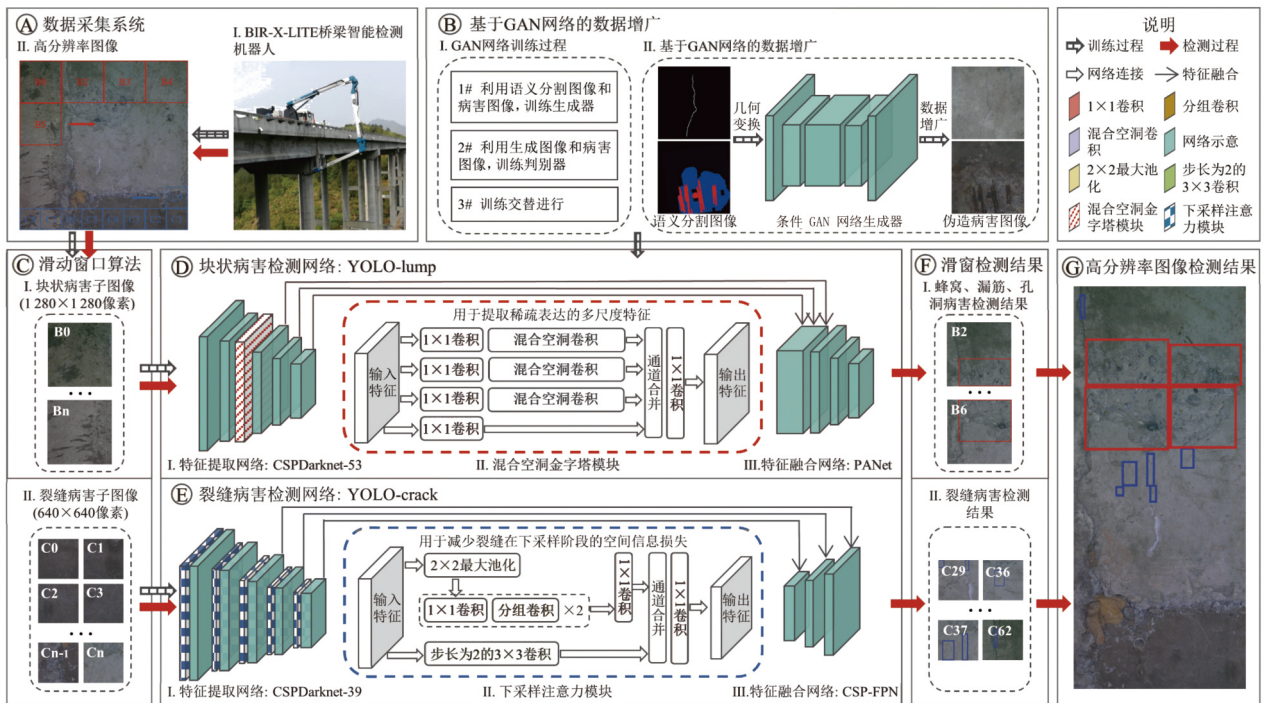 A 数据采集系统
II. 高分辨率图像
I. BIR-X-LITE桥梁智能检测
机器人
B 基于GAN网络的数据增广
I. GAN网络训练过程
1# 利用语义分割图像和
病害图像,训练生成器
2# 利用生成图像和病害
图像,训练判别器
3# 训练交替进行
II. 基于GAN网络的数据增广
几何
变换
数据
增广
语义分割图像
条件 GAN 网络生成器
伪造病害图像
说明
训练过程
检测过程
网络连接
特征融合
1×1卷积
分组卷积
混合空洞卷
积
网络示意
2×2最大池
化
步长为2的
3×3卷积
混合空洞金
字塔模块
下采样注意
力模块
C 滑动窗口算法
I. 块状病害子图像
(1 280×1 280像素)
B0
...
Bn
II. 裂缝病害子图像
(640×640像素)
C0
C1
C2
C3
...
Cn-1
Cn
D 块状病害检测网络: YOLO-lump
用于提取稀疏表达的多尺度特征
输入
特征
1×1卷积
混合空洞卷积
1×1卷积
混合空洞卷积
1×1卷积
混合空洞卷积
1×1卷积
通道合并
1×1卷积
输出
特征
I. 特征提取网络: CSPDarknet-53
II. 混合空洞金字塔模块
III.特征融合网络: PANet
E 裂缝病害检测网络: YOLO-crack
用于减少裂缝在下采样阶段的空间信息损失
输入
特征
2×2最大池化
1×1卷积
分组卷积
×2
1×1卷积
步长为2的3×3卷积
通道合并
1×1卷积
输出
特征
I. 特征提取网络: CSPDarknet-39
II. 下采样注意力模块
III.特征融合网络: CSP-FPN
F 滑窗检测结果
I. 蜂窝、漏筋、孔
洞病害检测结果
B2
...
B6
II. 裂缝病害检测
结果
C29
C36
...
C37
C62
G 高分辨率图像检测结果